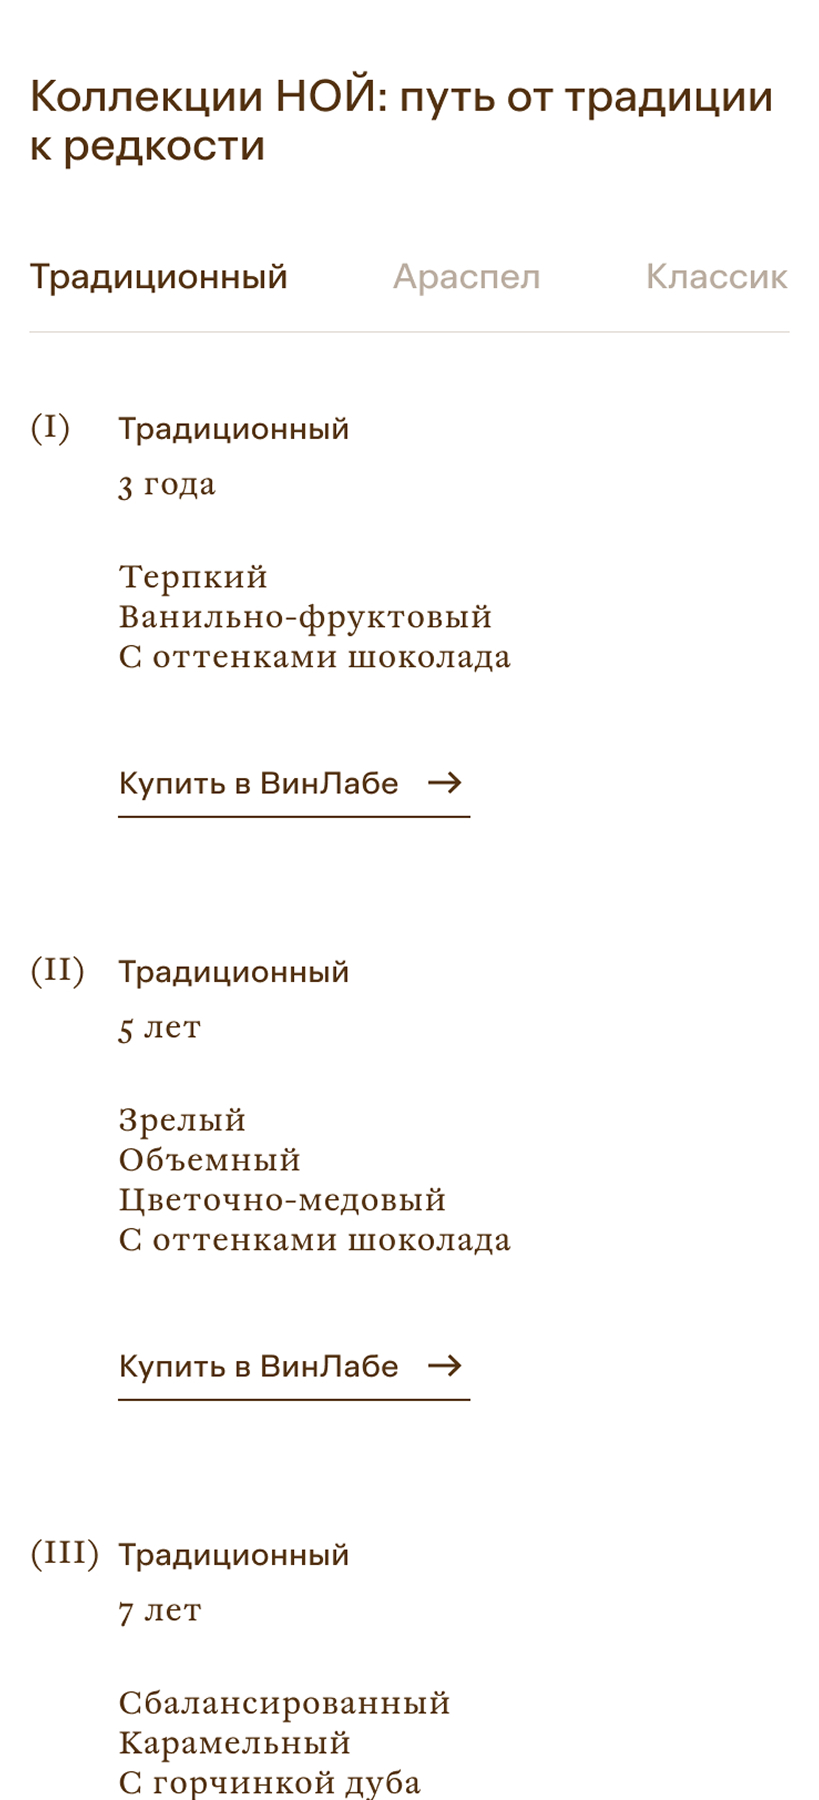 Коллекции НОЙ: путь от традиции
к редкости
Традиционный Араспел Классик
(I) Традиционный
3 года
Терпкий
Ванильно-фруктовый
С оттенками шоколада
Купить в ВинЛабе →
(II) Традиционный
5 лет
Зрелый
Объемный
Цветочно-медовый
С оттенками шоколада
Купить в ВинЛабе →
(III) Традиционный
7 лет
Сбалансированный
Карамельный
С горчинкой дуба